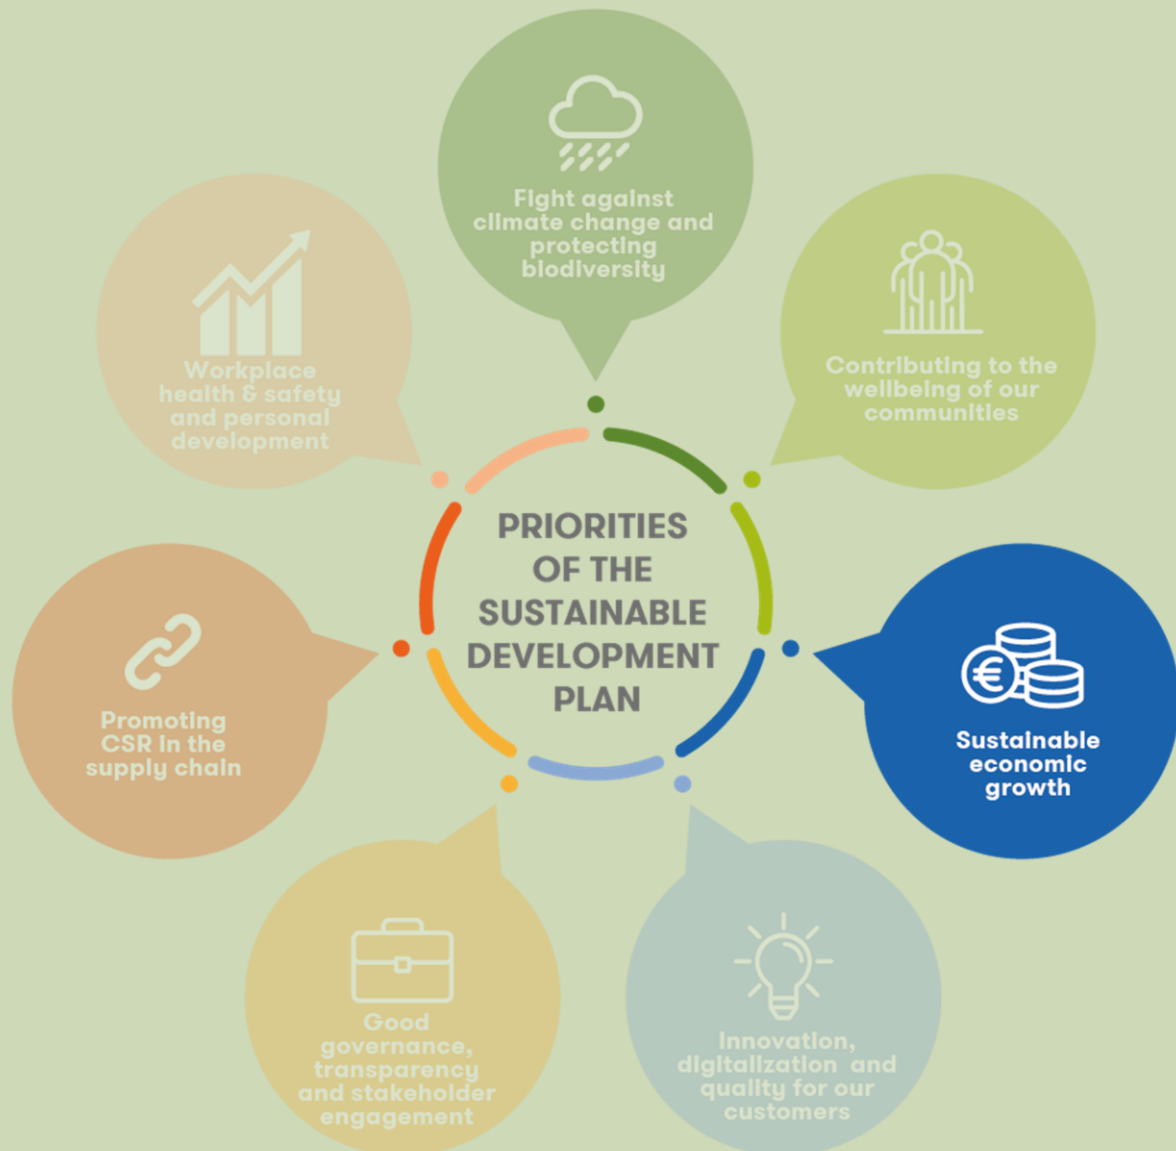 Fight against
climate change and
protecting
biodiversity
Contributing to the
wellbeing of our
communities
Workplace
health & safety
and personal
development
PRIORITIES
OF THE
SUSTAINABLE
DEVELOPMENT
PLAN
Promoting
CSR in the
supply chain
€
Sustainable
economic
growth
Good
governance,
transparency
and stakeholder
engagement
Innovation,
digitalization and
quality for our
customers